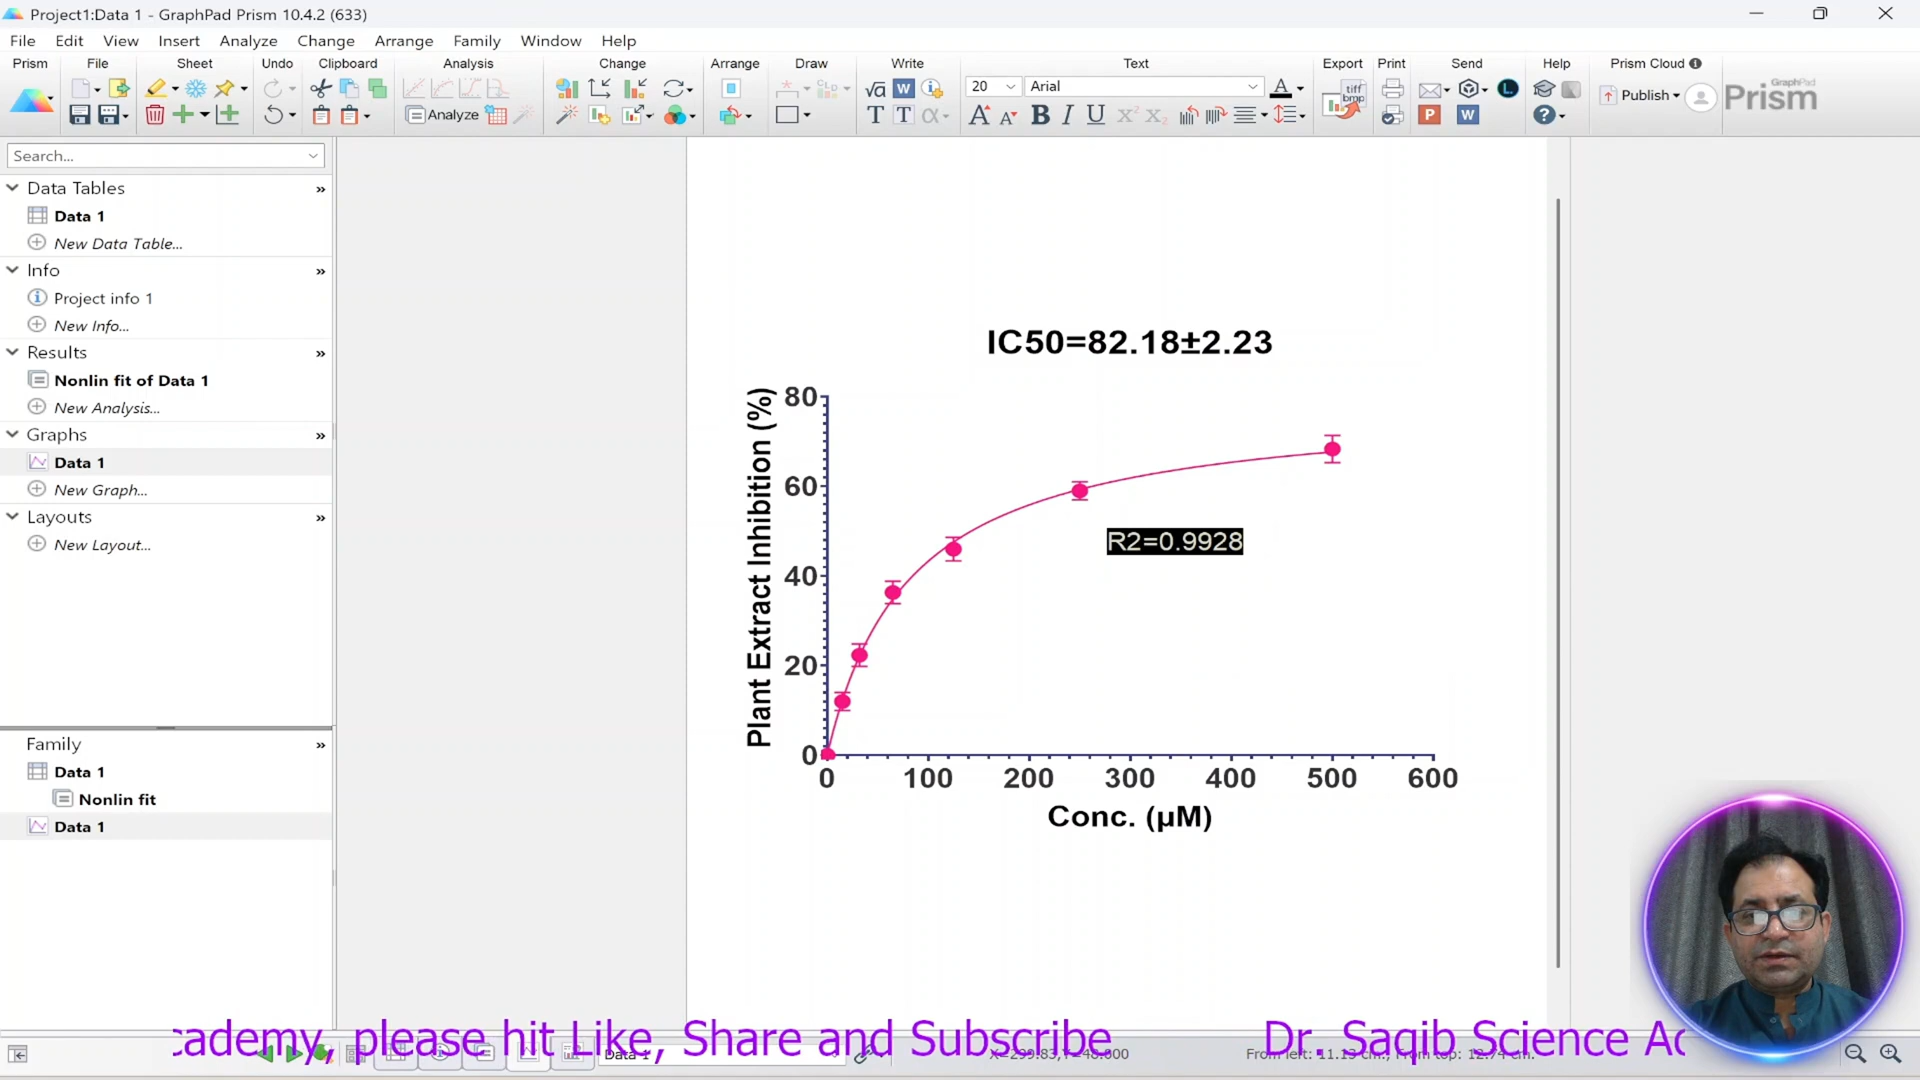 Project1:Data 1 - GraphPad Prism 10.4.2 (633)
File Edit View Insert Analyze Change Arrange Family Window Help
Prism File Sheet Undo Clipboard Analysis Change Arrange Draw Write Text Export Print Send Help Prism Cloud
20 Arial
Analyze
Publish
GraphPad
Prism
tiff
bmp
Search...
Data Tables
Data 1
New Data Table...
Info
Project info 1
New Info...
Results
Nonlin fit of Data 1
New Analysis...
Graphs
Data 1
New Graph...
Layouts
New Layout...
Family
Data 1
Nonlin fit
Data 1
IC50=82.18±2.23
Plant Extract Inhibition (%)
80
60
40
20
0
R2=0.9928
0 100 200 300 400 500 600
Conc. (µM)
cademy, please hit Like, Share and Subscribe Dr. Saqib Science Ac